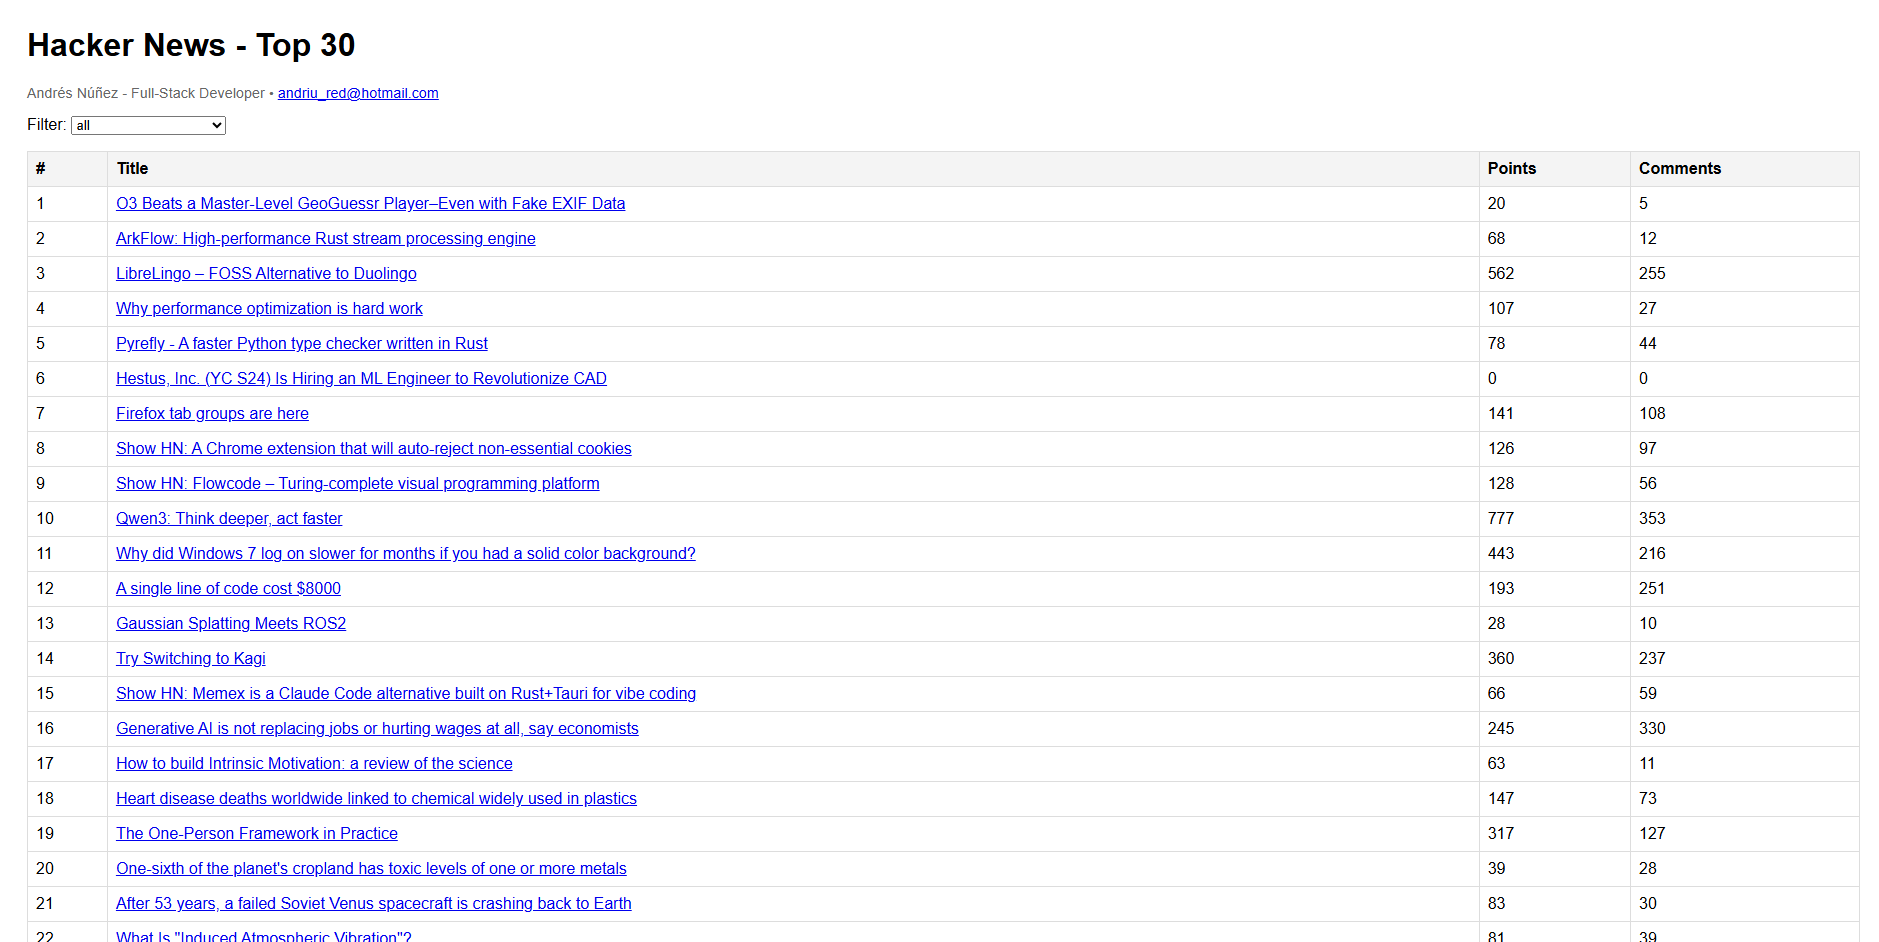 Hacker News - Top 30
Andrés Núñez - Full-Stack Developer • andriu_red@hotmail.com
Filter: all
# Title Points Comments
1 O3 Beats a Master-Level GeoGuessr Player–Even with Fake EXIF Data 20 5
2 ArkFlow: High-performance Rust stream processing engine 68 12
3 LibreLingo – FOSS Alternative to Duolingo 562 255
4 Why performance optimization is hard work 107 27
5 Pyrefly - A faster Python type checker written in Rust 78 44
6 Hestus, Inc. (YC S24) Is Hiring an ML Engineer to Revolutionize CAD 0 0
7 Firefox tab groups are here 141 108
8 Show HN: A Chrome extension that will auto-reject non-essential cookies 126 97
9 Show HN: Flowcode – Turing-complete visual programming platform 128 56
10 Qwen3: Think deeper, act faster 777 353
11 Why did Windows 7 log on slower for months if you had a solid color background? 443 216
12 A single line of code cost $8000 193 251
13 Gaussian Splatting Meets ROS2 28 10
14 Try Switching to Kagi 360 237
15 Show HN: Memex is a Claude Code alternative built on Rust+Tauri for vibe coding 66 59
16 Generative AI is not replacing jobs or hurting wages at all, say economists 245 330
17 How to build Intrinsic Motivation: a review of the science 63 11
18 Heart disease deaths worldwide linked to chemical widely used in plastics 147 73
19 The One-Person Framework in Practice 317 127
20 One-sixth of the planet's cropland has toxic levels of one or more metals 39 28
21 After 53 years, a failed Soviet Venus spacecraft is crashing back to Earth 83 30
22 What Is "Induced Atmospheric Vibration"? 81 39